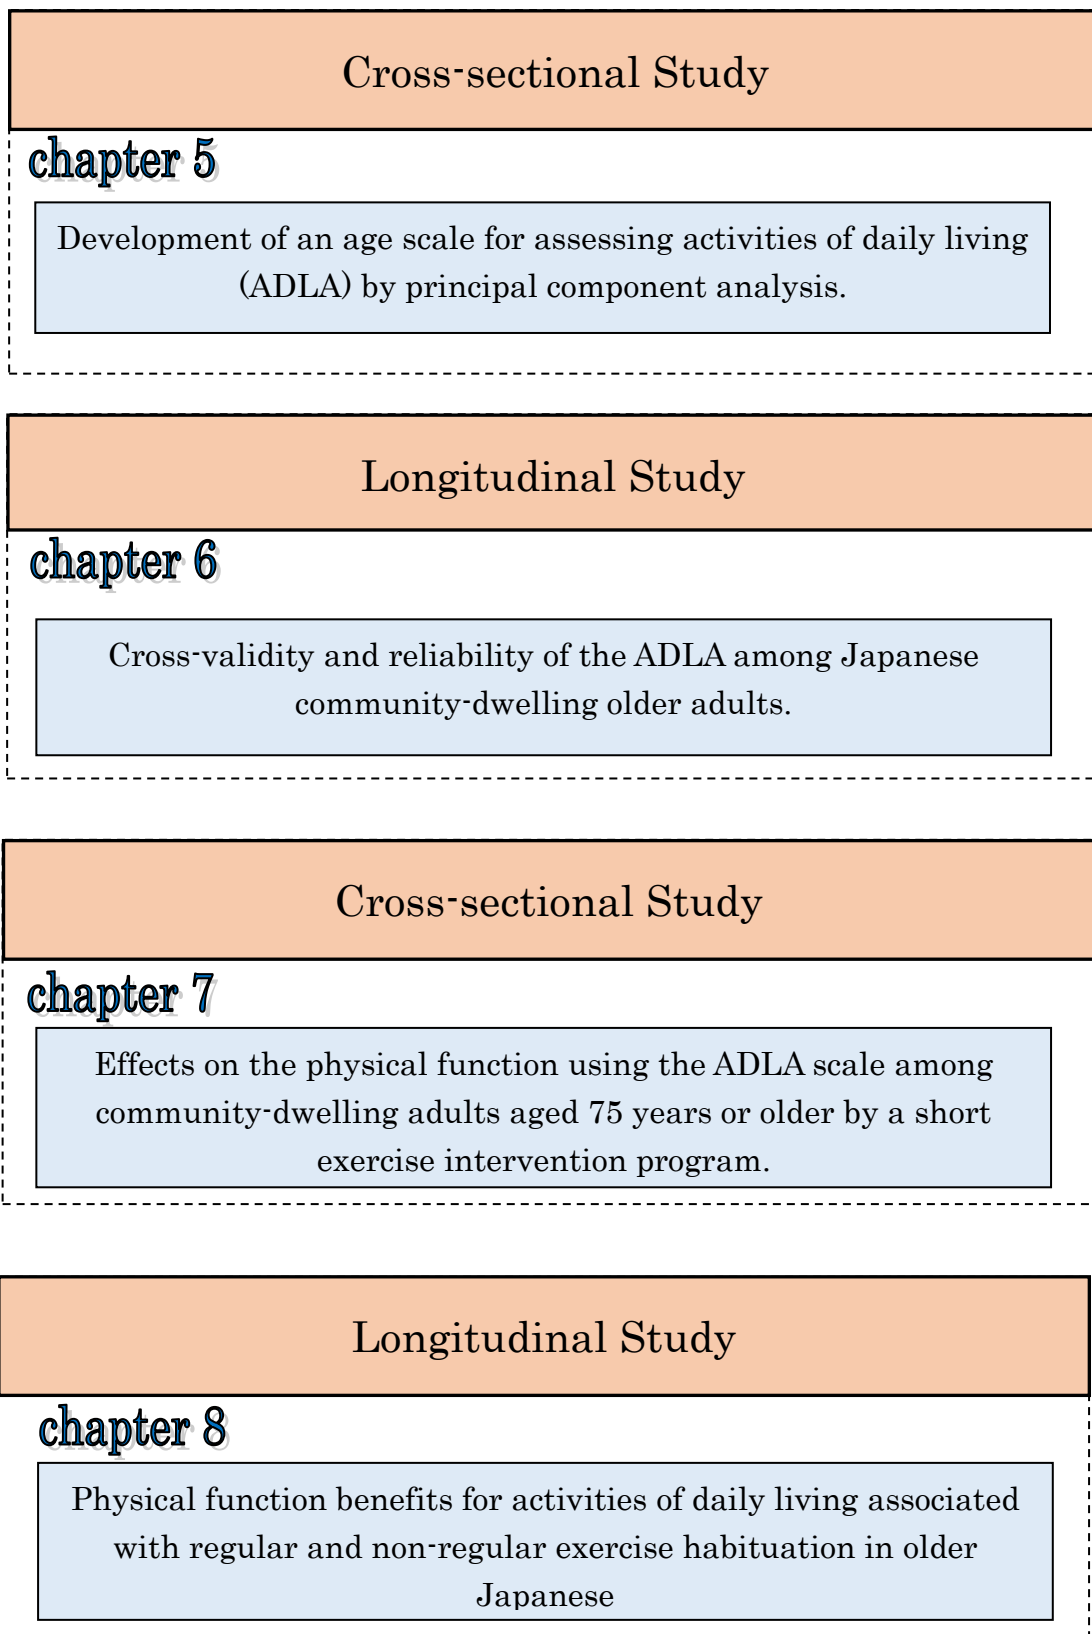 Cross-sectional Study
chapter 5
Development of an age scale for assessing activities of daily living
(ADLA) by principal component analysis.
Longitudinal Study
chapter 6
Cross-validity and reliability of the ADLA among Japanese
community-dwelling older adults.
Cross-sectional Study
chapter 7
Effects on the physical function using the ADLA scale among
community-dwelling adults aged 75 years or older by a short
exercise intervention program.
Longitudinal Study
chapter 8
Physical function benefits for activities of daily living associated
with regular and non-regular exercise habituation in older
Japanese